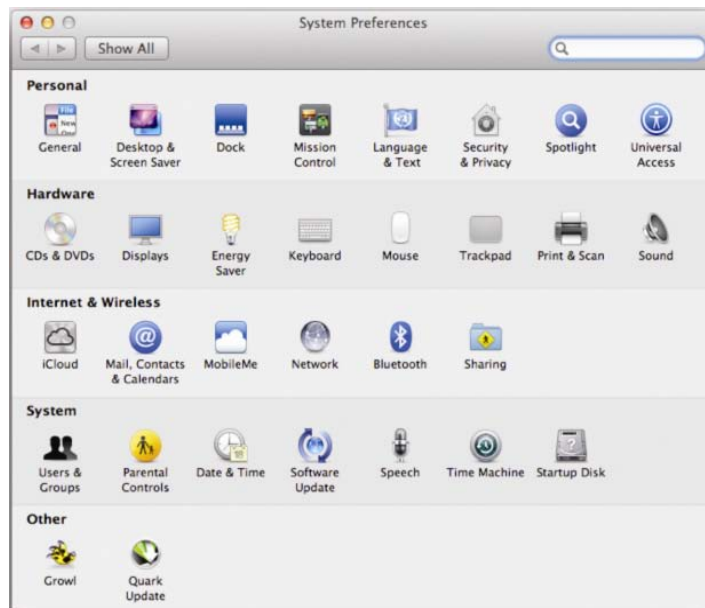 System Preferences
Show All
Personal
General Desktop & Screen Saver Dock Mission Control Language & Text Security & Privacy Spotlight Universal Access
Hardware
CDs & DVDs Displays Energy Saver Keyboard Mouse Trackpad Print & Scan Sound
Internet & Wireless
iCloud Mail, Contacts & Calendars MobileMe Network Bluetooth Sharing
System
Users & Groups Parental Controls Date & Time Software Update Speech Time Machine Startup Disk
Other
Growl Quark Update